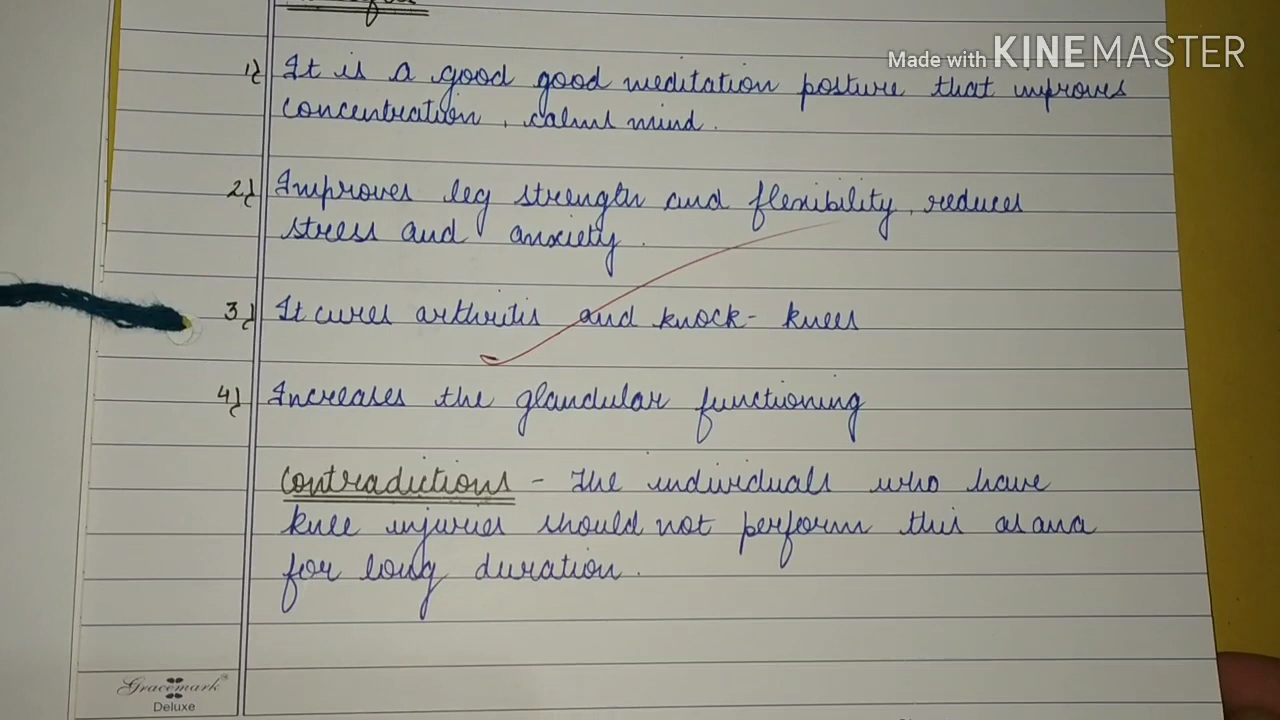 Made with KINEMASTER
1} It is a good good meditation posture that improves
concentration, calms mind.
2} Improves leg strength and flexibility, reduces
stress and anxiety.
3} It cures arthritis and knock-knees
4} Increases the glandular functioning
Contradictions - The individuals who have
knee injuries should not perform this asana
for long duration.
Gracemark
Deluxe